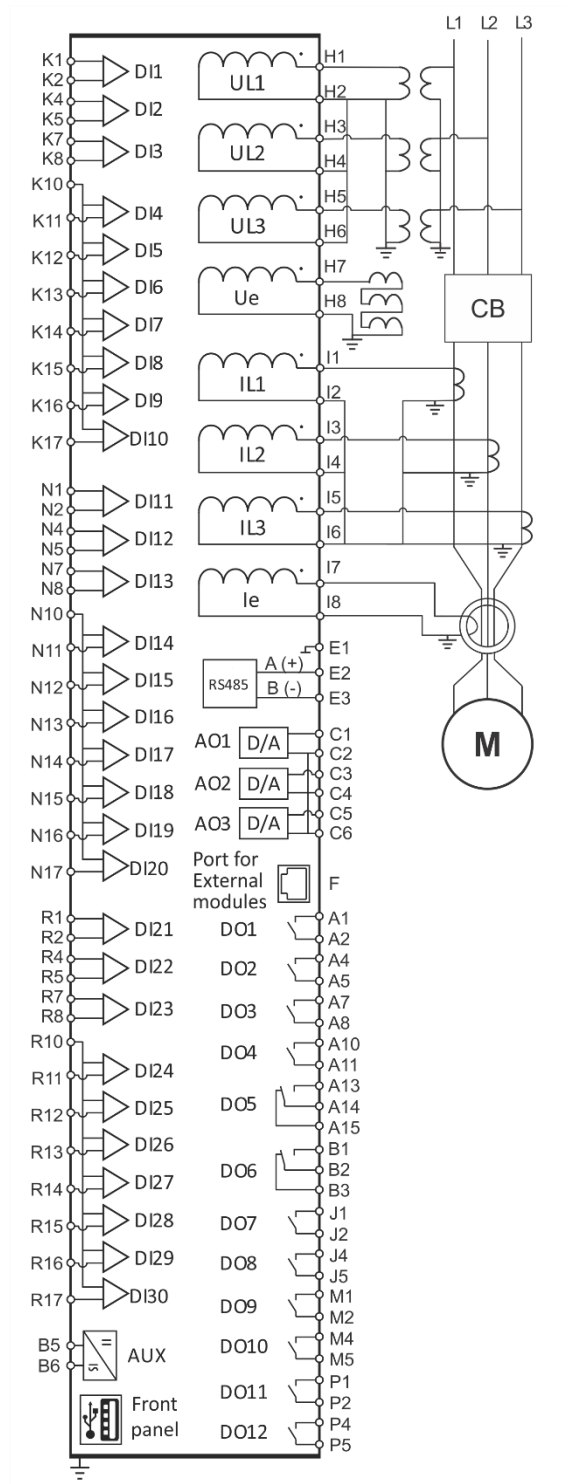 L1 L2 L3
K1
K2
DI1
K4
K5
DI2
K7
K8
DI3
K10
K11
DI4
K12
DI5
K13
DI6
K14
DI7
K15
DI8
K16
DI9
K17
DI10
N1
N2
DI11
N4
N5
DI12
N7
N8
DI13
N10
N11
DI14
N12
DI15
N13
DI16
N14
DI17
N15
DI18
N16
DI19
N17
DI20
R1
R2
DI21
R4
R5
DI22
R7
R8
DI23
R10
R11
DI24
R12
DI25
R13
DI26
R14
DI27
R15
DI28
R16
DI29
R17
DI30
B5
B6
AUX
Front
panel
UL1
H1
H2
UL2
H3
H4
UL3
H5
H6
Ue
H7
H8
IL1
I1
I2
IL2
I3
I4
IL3
I5
I6
Ie
I7
I8
CB
M
E1
RS485
A (+)
E2
B (-)
E3
AO1 D/A
C1
C2
AO2 D/A
C3
C4
AO3 D/A
C5
C6
Port for
External
modules
F
DO1
A1
A2
DO2
A4
A5
DO3
A7
A8
DO4
A10
A11
DO5
A13
A14
A15
DO6
B1
B2
B3
DO7
J1
J2
DO8
J4
J5
DO9
M1
M2
DO10
M4
M5
DO11
P1
P2
DO12
P4
P5